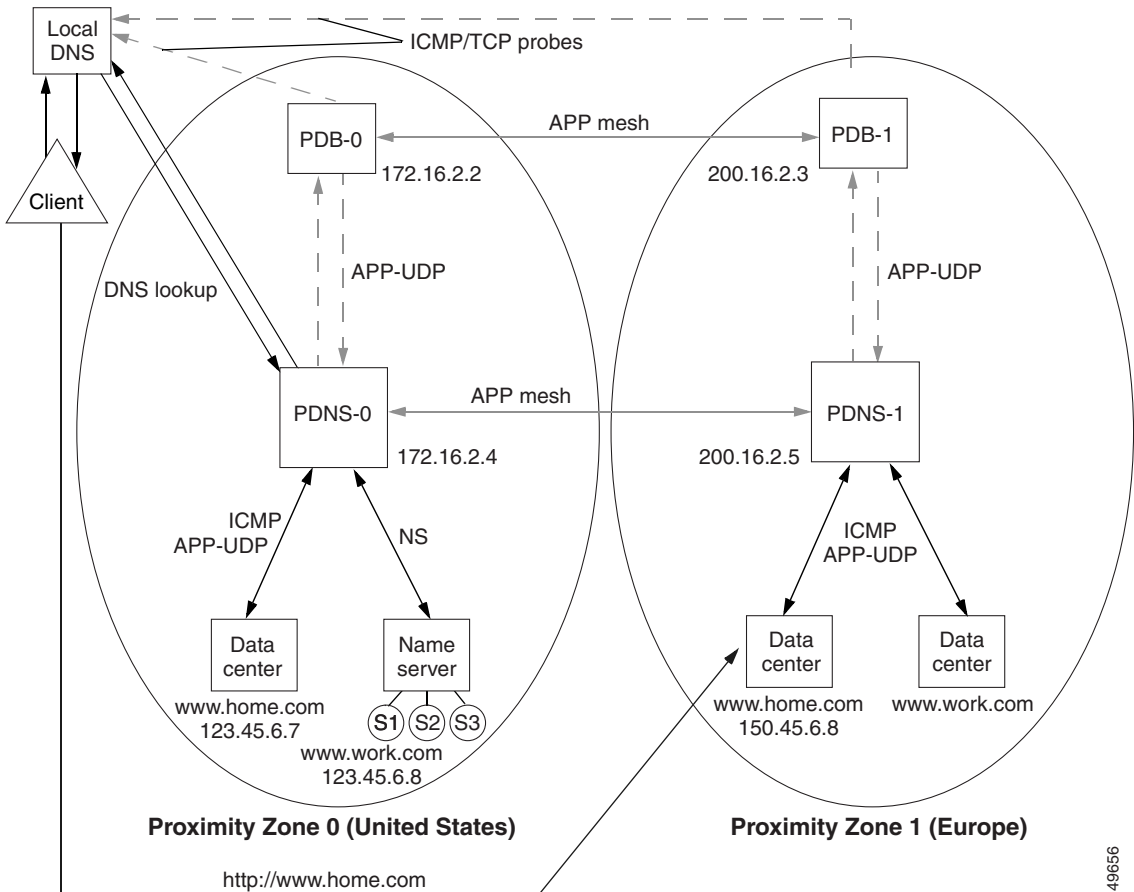 Local
DNS
ICMP/TCP probes
PDB-0
APP mesh
PDB-1
172.16.2.2
200.16.2.3
Client
APP-UDP
APP-UDP
DNS lookup
PDNS-0
APP mesh
PDNS-1
172.16.2.4
200.16.2.5
ICMP
APP-UDP
NS
ICMP
APP-UDP
Data
center
Name
server
Data
center
Data
center
www.home.com
123.45.6.7
S1
S2
S3
www.work.com
123.45.6.8
www.home.com
150.45.6.8
www.work.com
Proximity Zone 0 (United States)
Proximity Zone 1 (Europe)
http://www.home.com
49656